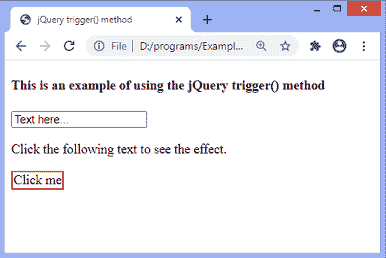 jQuery trigger() method
File | D:/programs/Exampl...
This is an example of using the jQuery trigger() method
Text here...
Click the following text to see the effect.
Click me